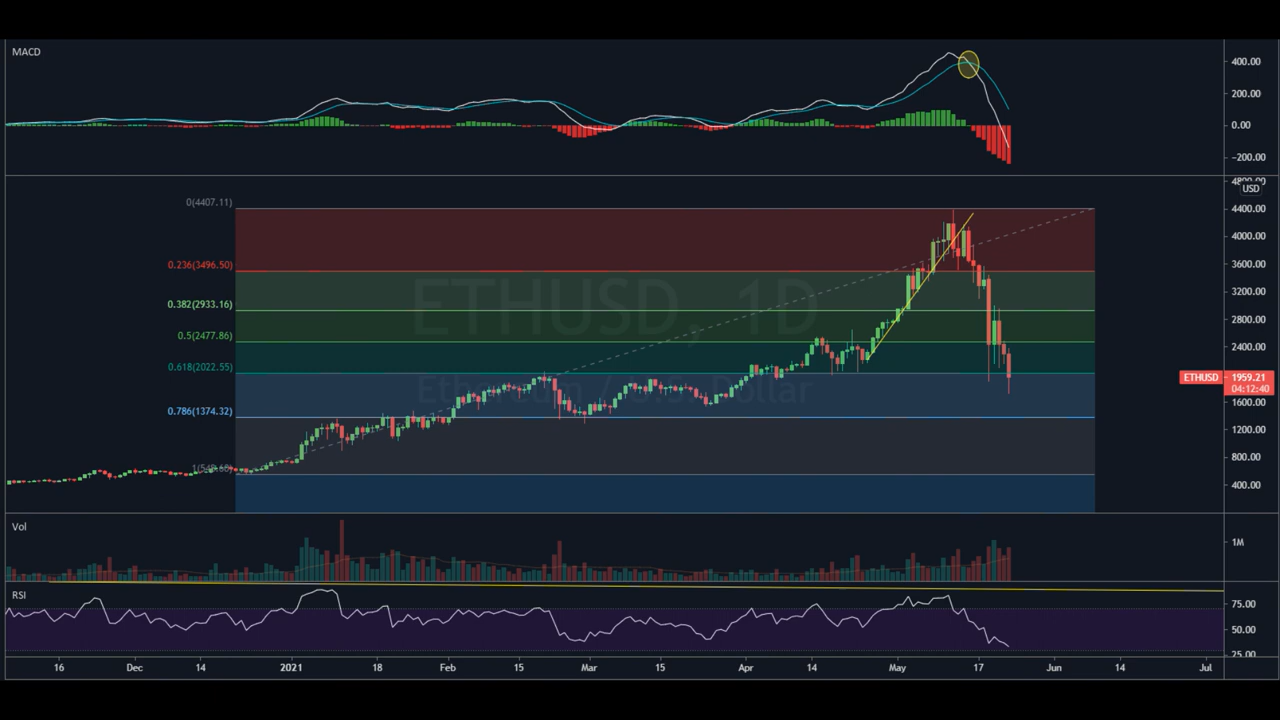 MACD
400.00
200.00
0.00
-200.00
4800.00
USD
0(4407.11)
4400.00
4000.00
0.236(3496.50)
3600.00
ETHUSD, 1D
0.382(2933.16)
3200.00
2800.00
0.5(2477.86)
2400.00
0.618(2022.55)
ETHUSD 1959.21
04:12:40
Ethereum / U.S. Dollar
1600.00
0.786(1374.32)
1200.00
800.00
400.00
Vol
1M
RSI
75.00
50.00
25.00
16 Dec 14 2021 18 Feb 15 Mar 15 Apr 14 May 17 Jun 14 Jul